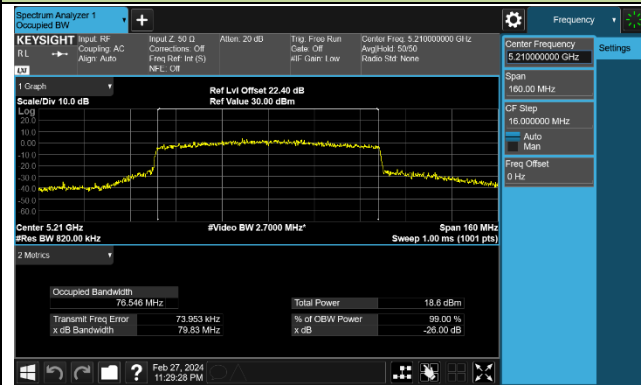 Spectrum Analyzer 1
Occupied BW
Frequency
KEYSIGHT
RL
LXI
Input: RF
Coupling: AC
Align: Auto
Input Z: 50 Ω
Corrections: Off
Freq Ref: Int (S)
NFE: Off
Atten: 20 dB
Trig: Free Run
Gate: Off
#IF Gain: Low
Center Freq: 5.210000000 GHz
Avg|Hold: 50/50
Radio Std: None
Center Frequency
5.210000000 GHz
Settings
Span
160.00 MHz
CF Step
16.000000 MHz
Auto
Man
Freq Offset
0 Hz
1 Graph
Scale/Div 10.0 dB
Ref Lvl Offset 22.40 dB
Ref Value 30.00 dBm
Log
20.0
10.0
0.00
-10.0
-20.0
-30.0
-40.0
-50.0
-60.0
Center 5.21 GHz
#Res BW 820.00 kHz
#Video BW 2.7000 MHz*
Span 160 MHz
Sweep 1.00 ms (1001 pts)
2 Metrics
Occupied Bandwidth
76.546 MHz
Transmit Freq Error 73.953 kHz
x dB Bandwidth 79.83 MHz
Total Power 18.6 dBm
% of OBW Power 99.00 %
x dB -26.00 dB
?
Feb 27, 2024
11:29:28 PM